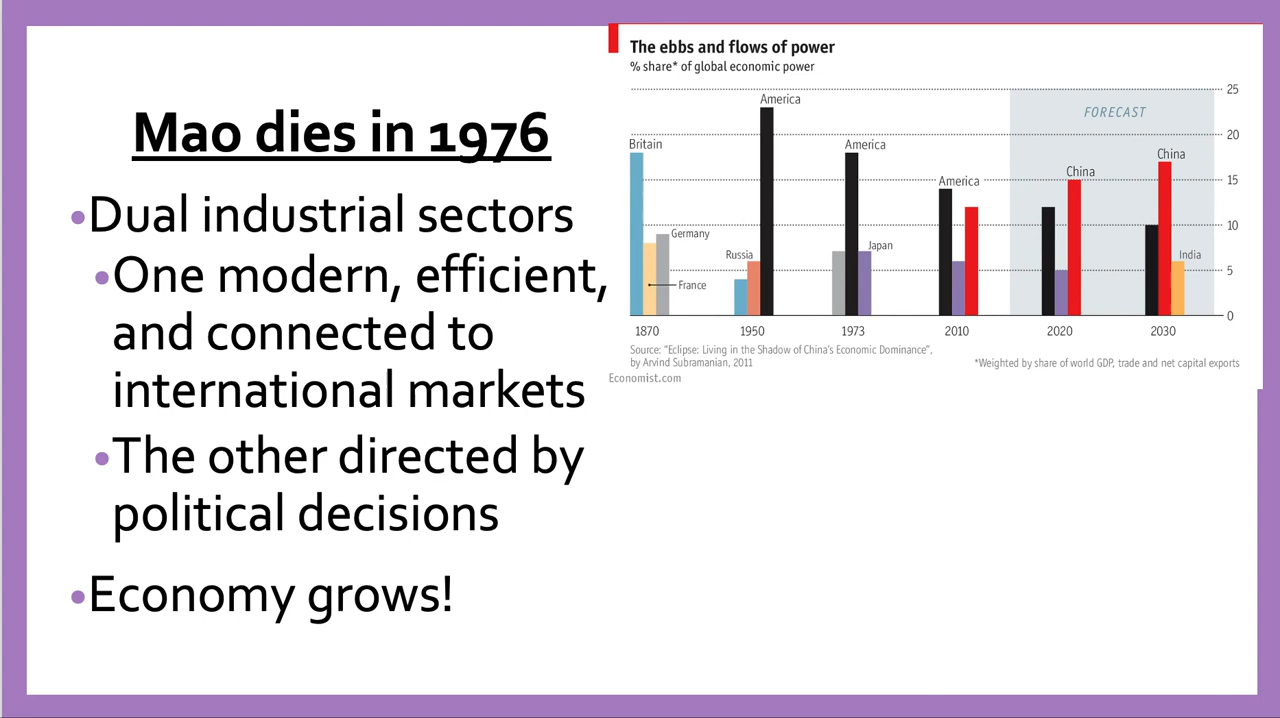 Mao dies in 1976
•Dual industrial sectors
•One modern, efficient,
and connected to
international markets
•The other directed by
political decisions
•Economy grows!
The ebbs and flows of power
% share* of global economic power
25
20
15
10
5
0
FORECAST
Britain
Germany
France
Russia
America
America
Japan
America
China
China
India
1870
1950
1973
2010
2020
2030
Source: “Eclipse: Living in the Shadow of China’s Economic Dominance”,
by Arvind Subramanian, 2011
*Weighted by share of world GDP, trade and net capital exports
Economist.com